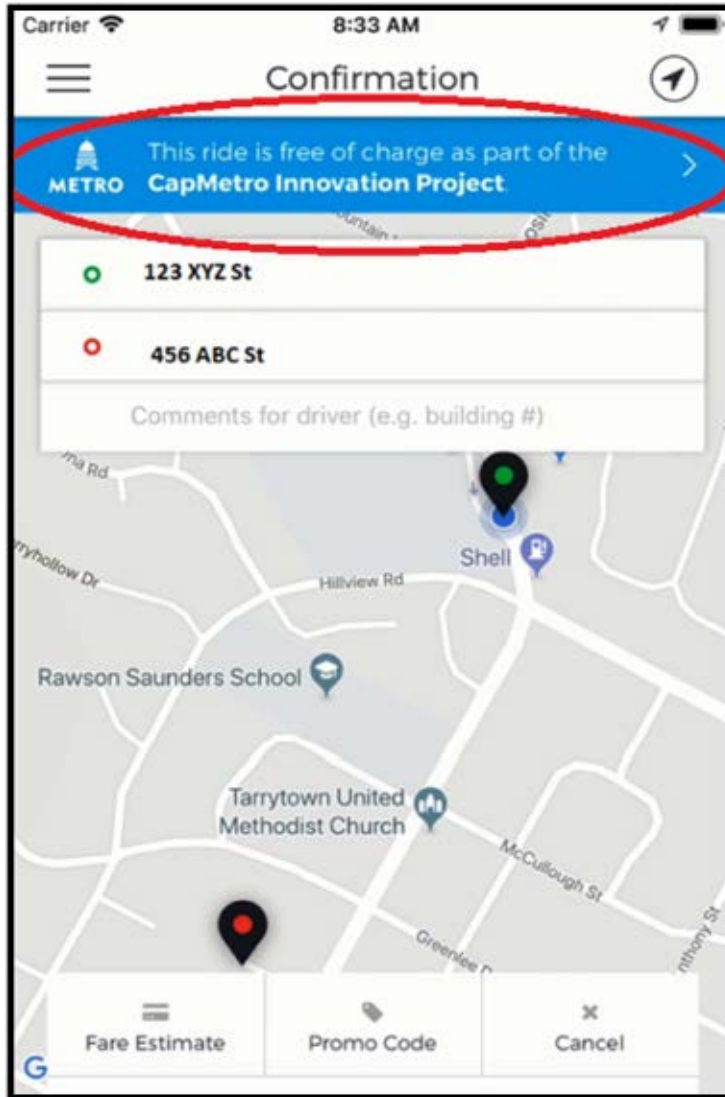 Carrier 8:33 AM
Confirmation
This ride is free of charge as part of the
METRO CapMetro Innovation Project.
123 XYZ St
456 ABC St
Comments for driver (e.g. building #)
Shell
Hillview Rd
Rawson Saunders School
Tarrytown United
Methodist Church
McCullough St
Greenlee
Fare Estimate Promo Code Cancel
G